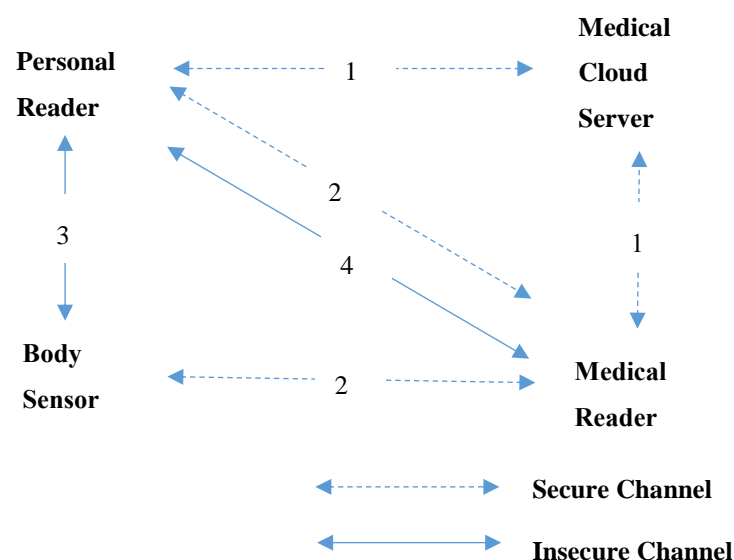 Personal
Reader
1
Medical
Cloud
Server
2
3
4
1
Body
Sensor
2
Medical
Reader
Secure Channel
Insecure Channel